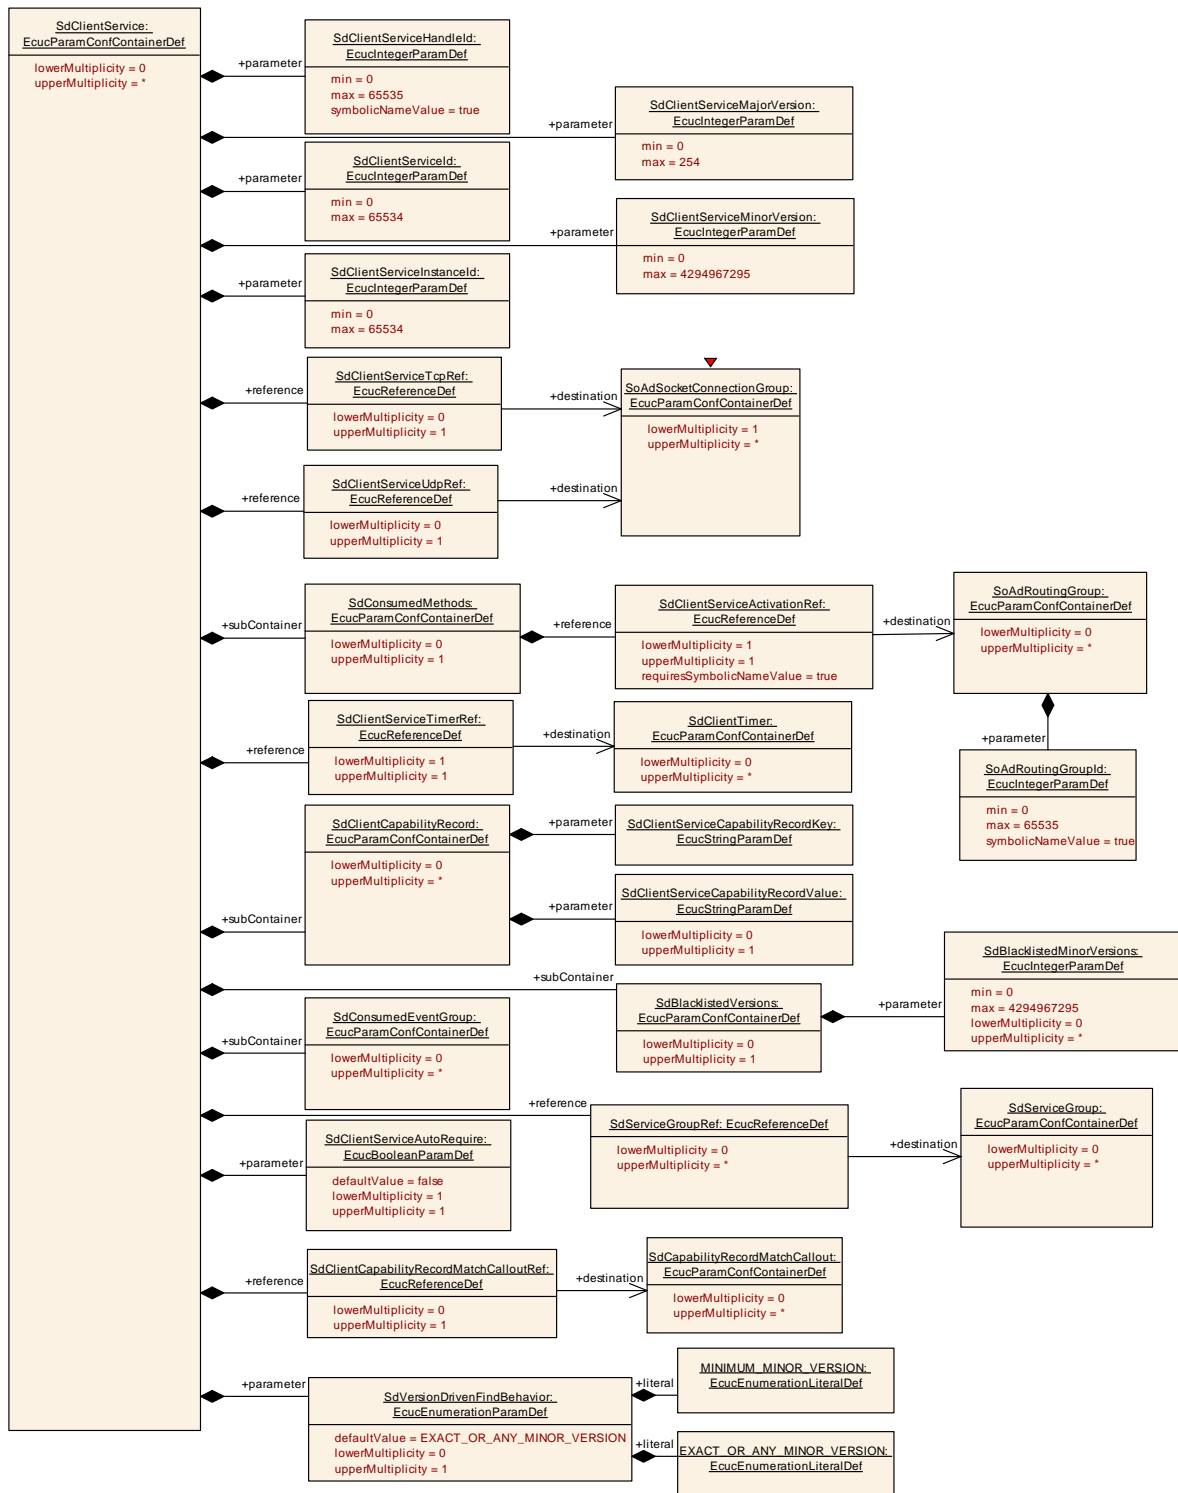 SdClientService:
EcucParamConfContainerDef
lowerMultiplicity = 0
upperMultiplicity = *
+parameter
SdClientServiceHandleId:
EcucIntegerParamDef
min = 0
max = 65535
symbolicNameValue = true
+parameter
SdClientServiceMajorVersion:
EcucIntegerParamDef
min = 0
max = 254
+parameter
SdClientServiceId:
EcucIntegerParamDef
min = 0
max = 65534
+parameter
SdClientServiceMinorVersion:
EcucIntegerParamDef
min = 0
max = 4294967295
+parameter
SdClientServiceInstanceId:
EcucIntegerParamDef
min = 0
max = 65534
+reference
SdClientServiceTcpRef:
EcucReferenceDef
lowerMultiplicity = 0
upperMultiplicity = 1
+destination
SoAdSocketConnectionGroup:
EcucParamConfContainerDef
lowerMultiplicity = 1
upperMultiplicity = *
+reference
SdClientServiceUdpRef:
EcucReferenceDef
lowerMultiplicity = 0
upperMultiplicity = 1
+destination
+subContainer
SdConsumedMethods:
EcucParamConfContainerDef
lowerMultiplicity = 0
upperMultiplicity = 1
+reference
SdClientServiceActivationRef:
EcucReferenceDef
lowerMultiplicity = 1
upperMultiplicity = 1
requiresSymbolicNameValue = true
+destination
SoAdRoutingGroup:
EcucParamConfContainerDef
lowerMultiplicity = 0
upperMultiplicity = *
+parameter
SoAdRoutingGroupId:
EcucIntegerParamDef
min = 0
max = 65535
symbolicNameValue = true
+reference
SdClientServiceTimerRef:
EcucReferenceDef
lowerMultiplicity = 1
upperMultiplicity = 1
+destination
SdClientTimer:
EcucParamConfContainerDef
lowerMultiplicity = 0
upperMultiplicity = *
+subContainer
SdClientCapabilityRecord:
EcucParamConfContainerDef
lowerMultiplicity = 0
upperMultiplicity = *
+parameter
SdClientServiceCapabilityRecordKey:
EcucStringParamDef
+parameter
SdClientServiceCapabilityRecordValue:
EcucStringParamDef
lowerMultiplicity = 0
upperMultiplicity = 1
+subContainer
SdBlacklistedVersions:
EcucParamConfContainerDef
lowerMultiplicity = 0
upperMultiplicity = 1
+parameter
SdBlacklistedMinorVersions:
EcucIntegerParamDef
min = 0
max = 4294967295
lowerMultiplicity = 0
upperMultiplicity = *
+subContainer
SdConsumedEventGroup:
EcucParamConfContainerDef
lowerMultiplicity = 0
upperMultiplicity = *
+reference
SdServiceGroupRef: EcucReferenceDef
lowerMultiplicity = 0
upperMultiplicity = *
+destination
SdServiceGroup:
EcucParamConfContainerDef
lowerMultiplicity = 0
upperMultiplicity = *
+parameter
SdClientServiceAutoRequire:
EcucBooleanParamDef
defaultValue = false
lowerMultiplicity = 1
upperMultiplicity = 1
+reference
SdClientCapabilityRecordMatchCalloutRef:
EcucReferenceDef
lowerMultiplicity = 0
upperMultiplicity = 1
+destination
SdCapabilityRecordMatchCallout:
EcucParamConfContainerDef
lowerMultiplicity = 0
upperMultiplicity = *
+parameter
SdVersionDrivenFindBehavior:
EcucEnumerationParamDef
defaultValue = EXACT_OR_ANY_MINOR_VERSION
lowerMultiplicity = 0
upperMultiplicity = 1
+literal
MINIMUM_MINOR_VERSION:
EcucEnumerationLiteralDef
+literal
EXACT_OR_ANY_MINOR_VERSION:
EcucEnumerationLiteralDef